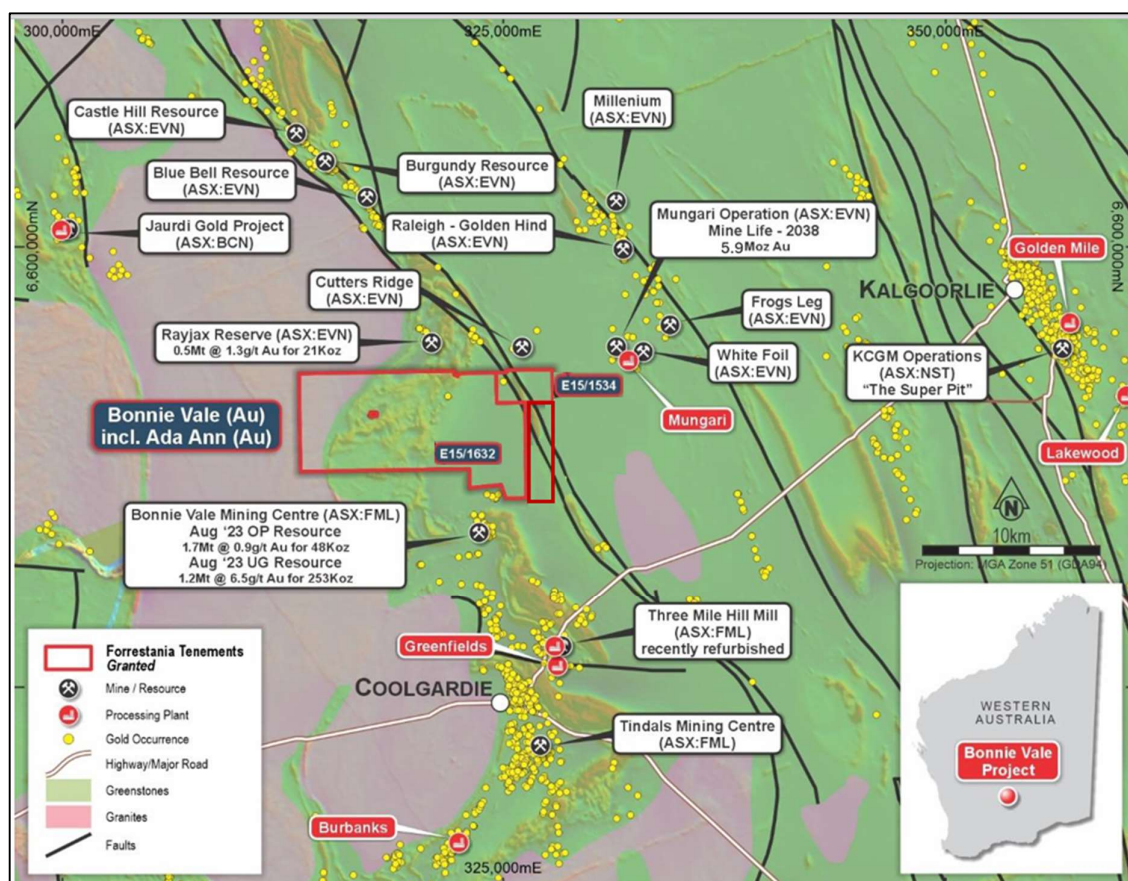 300,000mE
325,000mE
350,000mE
Castle Hill Resource
(ASX:EVN)
Millenium
(ASX:EVN)
Burgundy Resource
(ASX:EVN)
Blue Bell Resource
(ASX:EVN)
Mungari Operation (ASX:EVN)
Mine Life - 2038
5.9Moz Au
Jaurdi Gold Project
(ASX:BCN)
Raleigh - Golden Hind
(ASX:EVN)
6,600,000mN
6,600,000mN
Golden Mile
Cutters Ridge
(ASX:EVN)
KALGOORLIE
Frogs Leg
(ASX:EVN)
Rayjax Reserve (ASX:EVN)
0.5Mt @ 1.3g/t Au for 21Koz
White Foil
(ASX:EVN)
KCGM Operations
(ASX:NST)
"The Super Pit"
E15/1534
Bonnie Vale (Au)
incl. Ada Ann (Au)
Mungari
E15/1632
Lakewood
N
10km
Projection: MGA Zone 51 (GDA94)
Bonnie Vale Mining Centre (ASX:FML)
Aug '23 OP Resource
1.7Mt @ 0.9g/t Au for 48Koz
Aug '23 UG Resource
1.2Mt @ 6.5g/t Au for 253Koz
Three Mile Hill Mill
(ASX:FML)
recently refurbished
Greenfields
COOLGARDIE
Tindals Mining Centre
(ASX:FML)
Burbanks
325,000mE
Forrestania Tenements
Granted
Mine / Resource
Processing Plant
Gold Occurrence
Highway/Major Road
Greenstones
Granites
Faults
WESTERN
AUSTRALIA
Bonnie Vale
Project